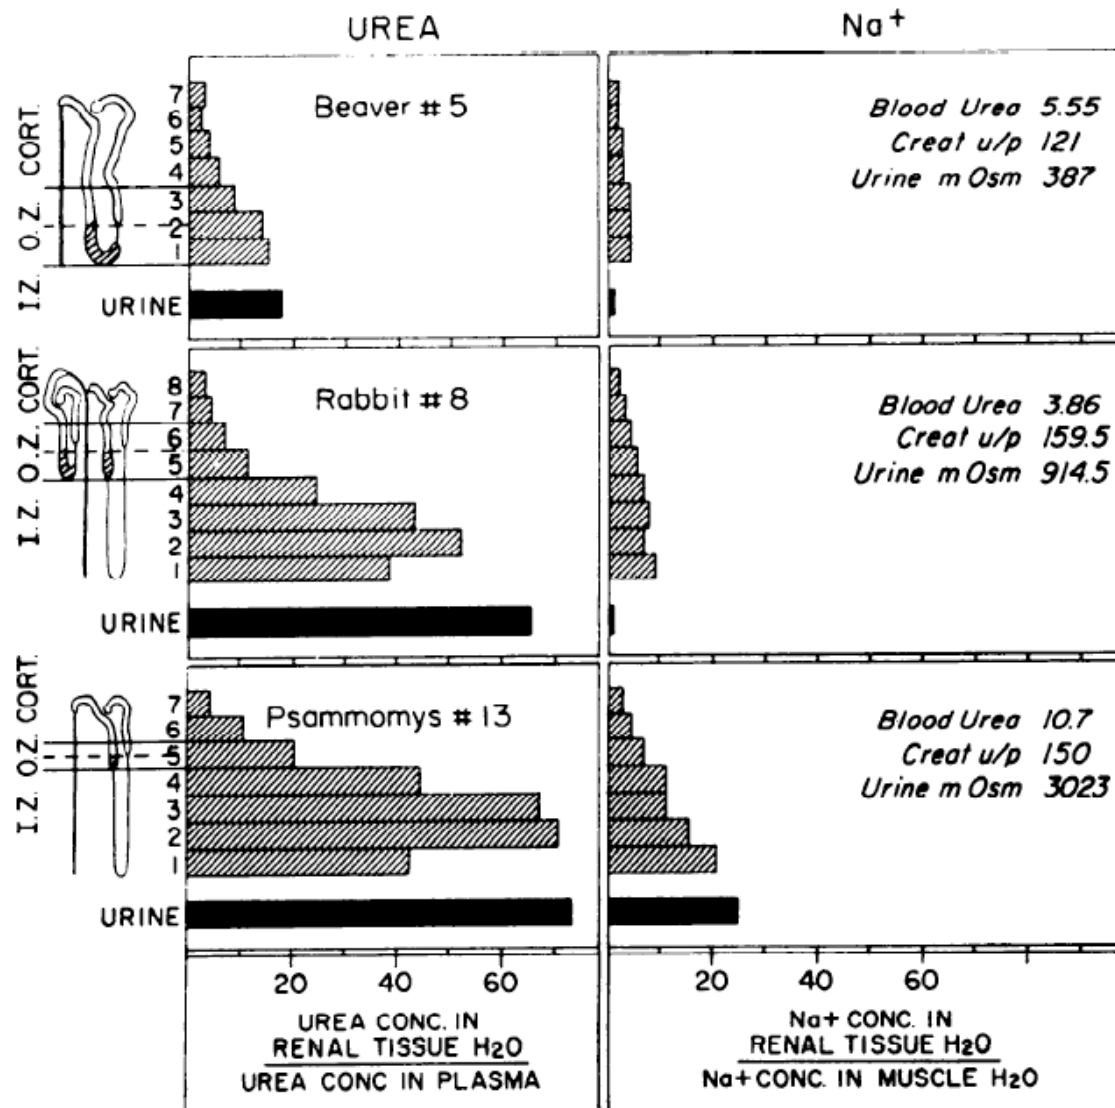 UREA
Na+
CORT.
O.Z.
I.Z.
7
6
5
4
3
2
1
URINE
Beaver # 5
Blood Urea 5.55
Creat u/p 121
Urine m Osm 387
CORT.
O.Z.
I.Z.
8
7
6
5
4
3
2
1
URINE
Rabbit # 8
Blood Urea 3.86
Creat u/p 159.5
Urine m Osm 914.5
CORT.
O.Z.
I.Z.
7
6
5
4
3
2
1
URINE
Psammomys # 13
Blood Urea 10.7
Creat u/p 150
Urine m Osm 3023
20 60
20 40 60
UREA CONC. IN
RENAL TISSUE H2O
UREA CONC IN PLASMA
Na+ CONC. IN
RENAL TISSUE H2O
Na+ CONC. IN MUSCLE H2O